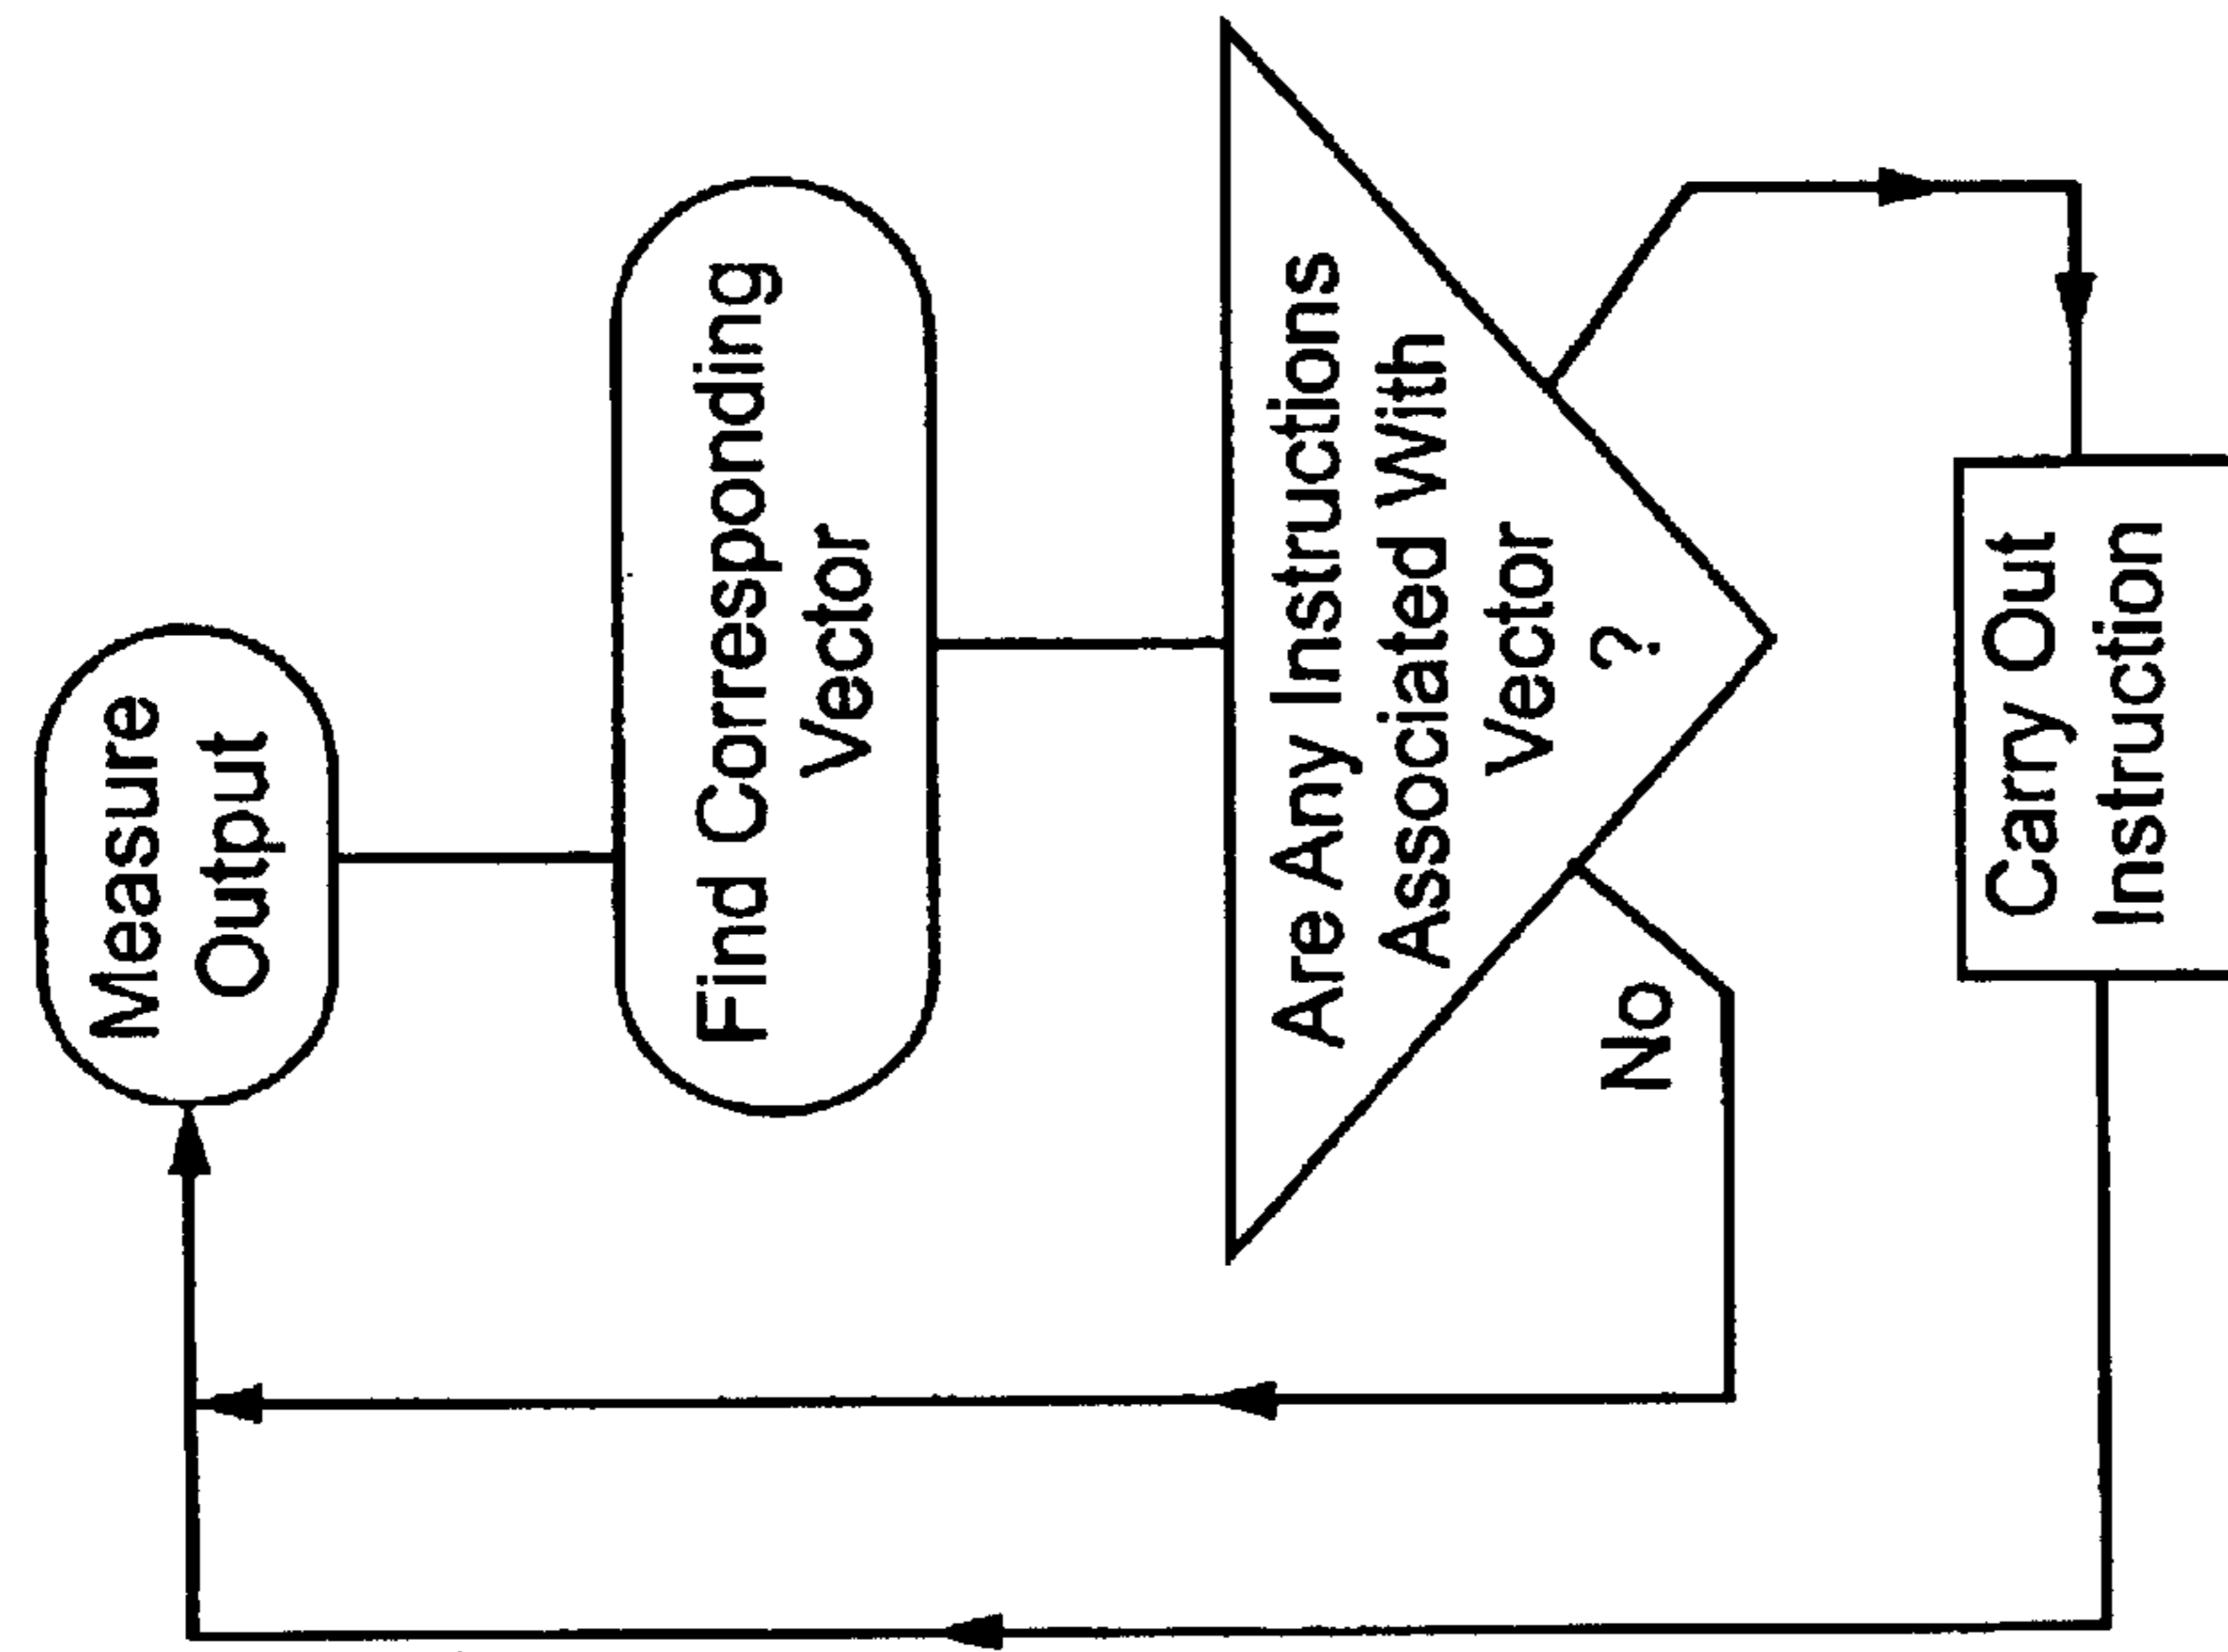 Measure
Output
Find Corresponding
Vector
Are Any Instructions
Associated With
Vector
?
No
Carry Out
Instruction